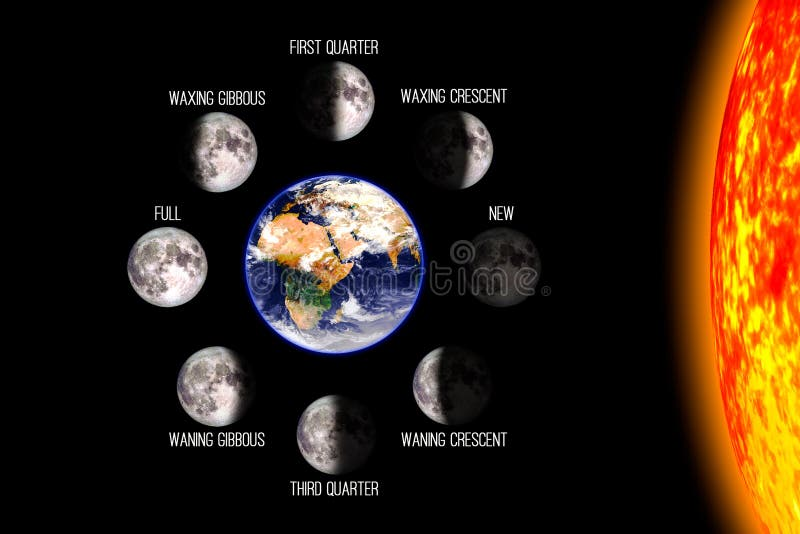 FIRST QUARTER
WAXING GIBBOUS
WAXING CRESCENT
FULL
NEW
dreamstime
WANING GIBBOUS
WANING CRESCENT
THIRD QUARTER